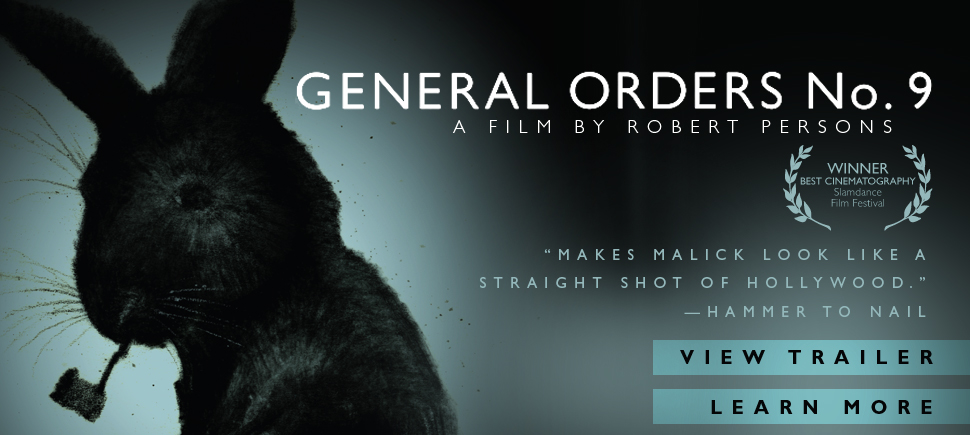 GENERAL ORDERS No. 9
A FILM BY ROBERT PERSONS
WINNER
BEST CINEMATOGRAPHY
Slamdance
Film Festival
“MAKES MALICK LOOK LIKE A
STRAIGHT SHOT OF HOLLYWOOD.”
—HAMMER TO NAIL
VIEW TRAILER
LEARN MORE